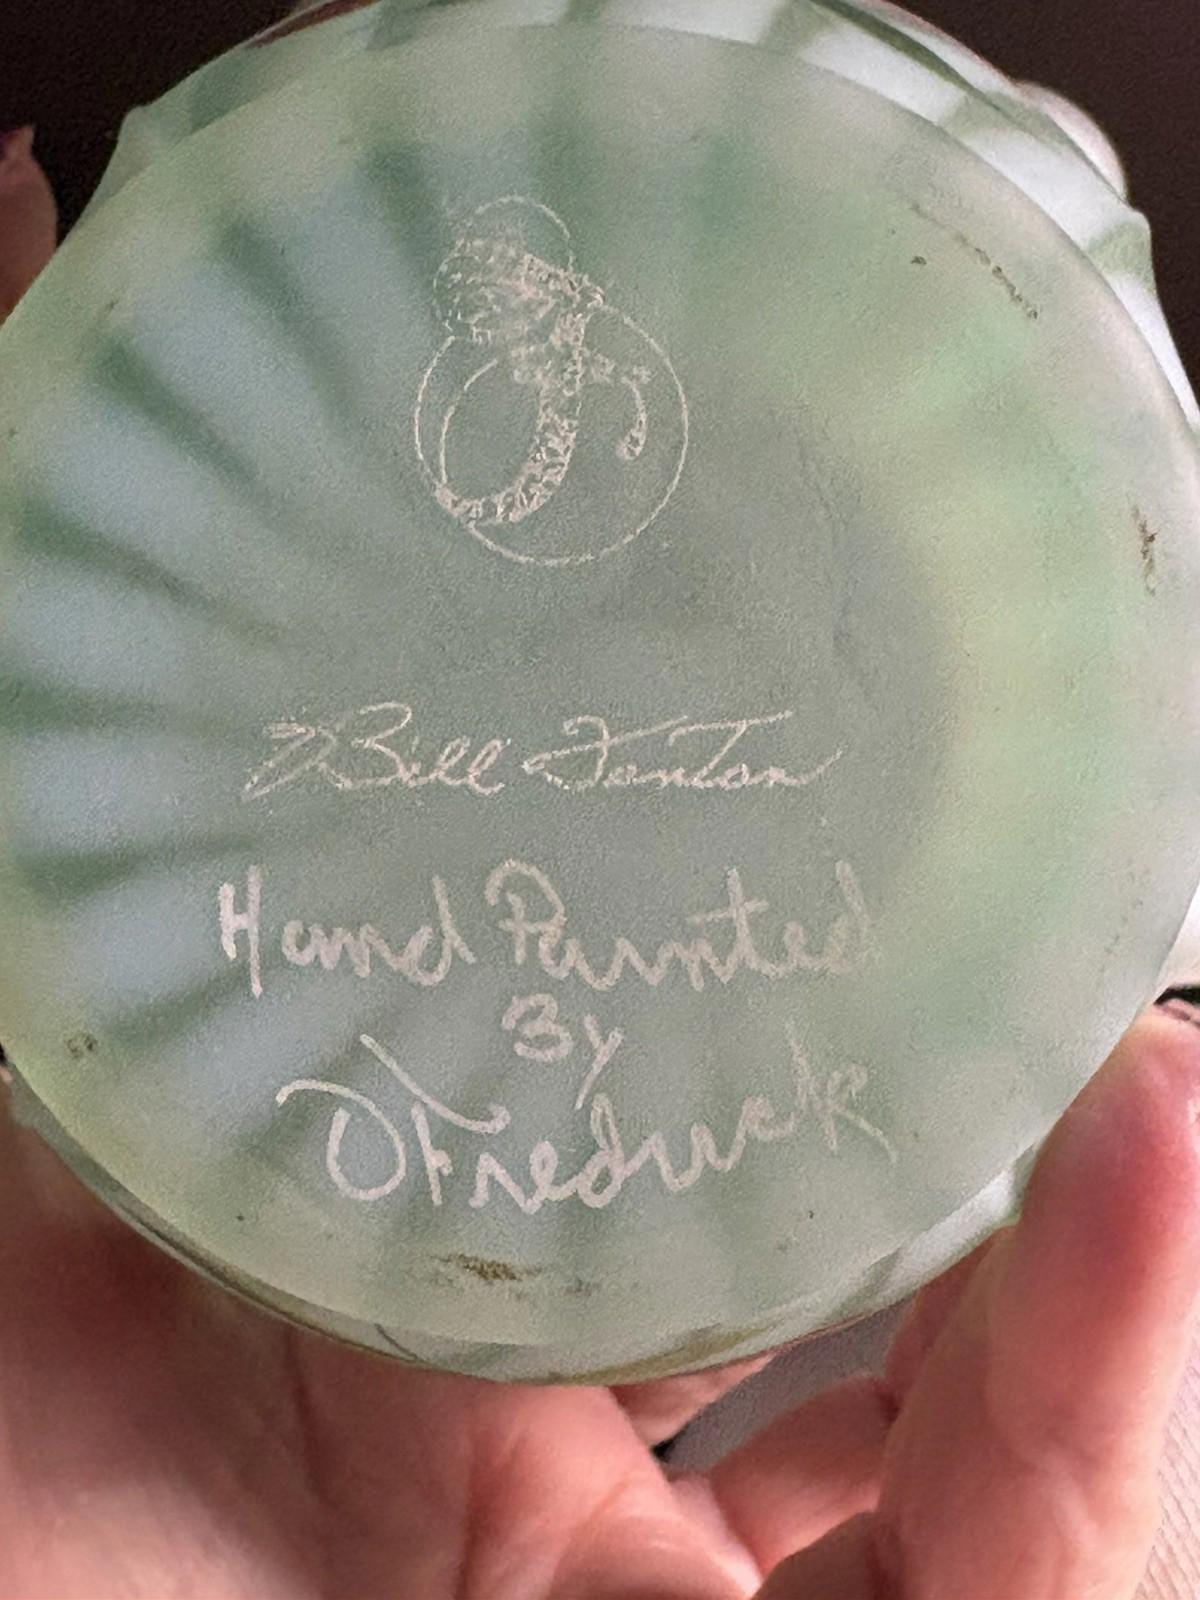 Bill Fenton
Hand Painted
By
D Fredrick